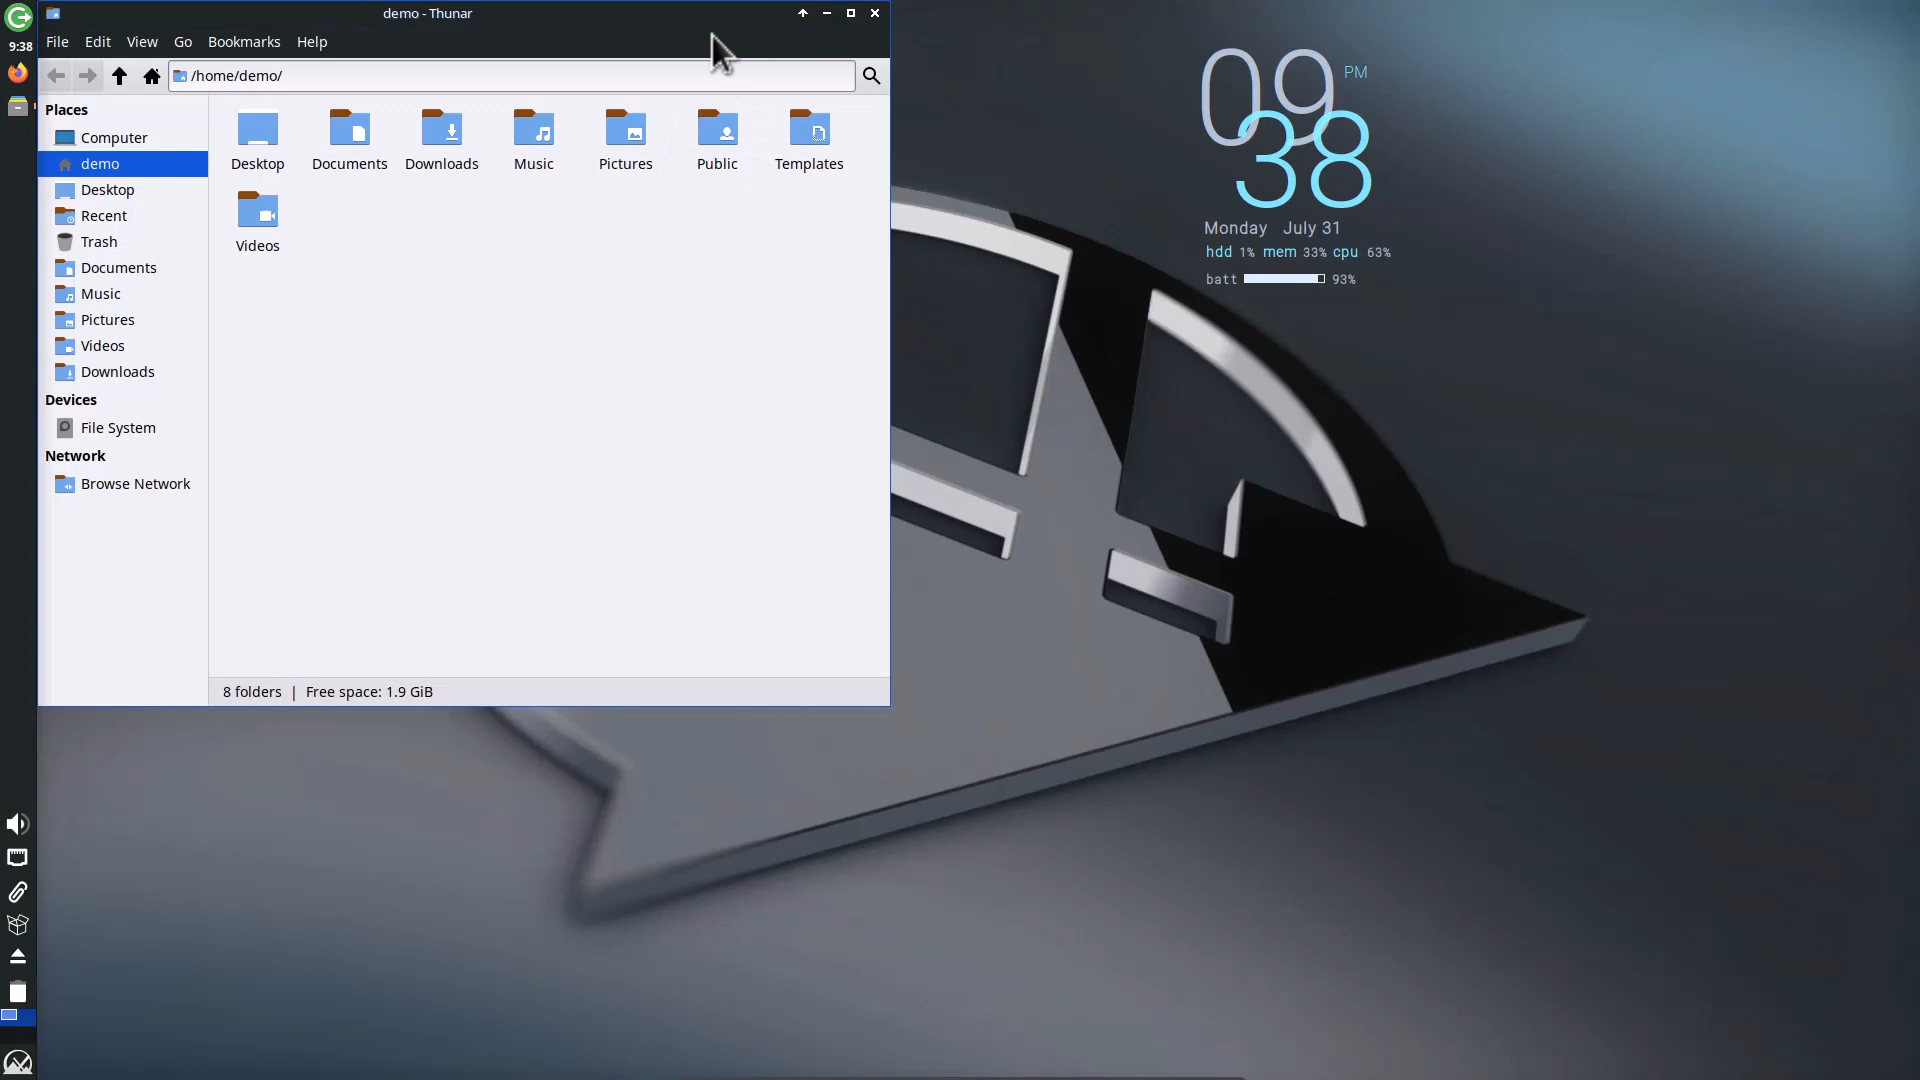 demo - Thunar
File Edit View Go Bookmarks Help
/home/demo/
Places
Computer
demo
Desktop
Recent
Trash
Documents
Music
Pictures
Videos
Downloads
Devices
File System
Network
Browse Network
Desktop Documents Downloads Music Pictures Public Templates
Videos
8 folders | Free space: 1.9 GiB
9:38
09 PM
38
Monday July 31
hdd 1% mem 33% cpu 63%
batt 93%